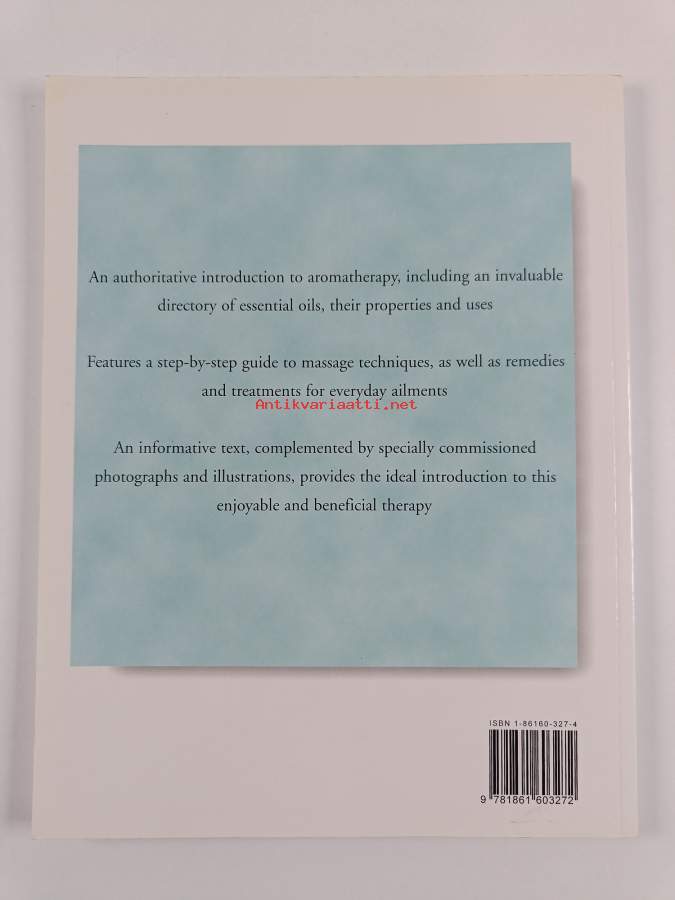 An authoritative introduction to aromatherapy, including an invaluable
directory of essential oils, their properties and uses
Features a step-by-step guide to massage techniques, as well as remedies
and treatments for everyday ailments
Antikvariaatti.net
An informative text, complemented by specially commissioned
photographs and illustrations, provides the ideal introduction to this
enjoyable and beneficial therapy
ISBN 1-86160-327-4
9 781861 603272